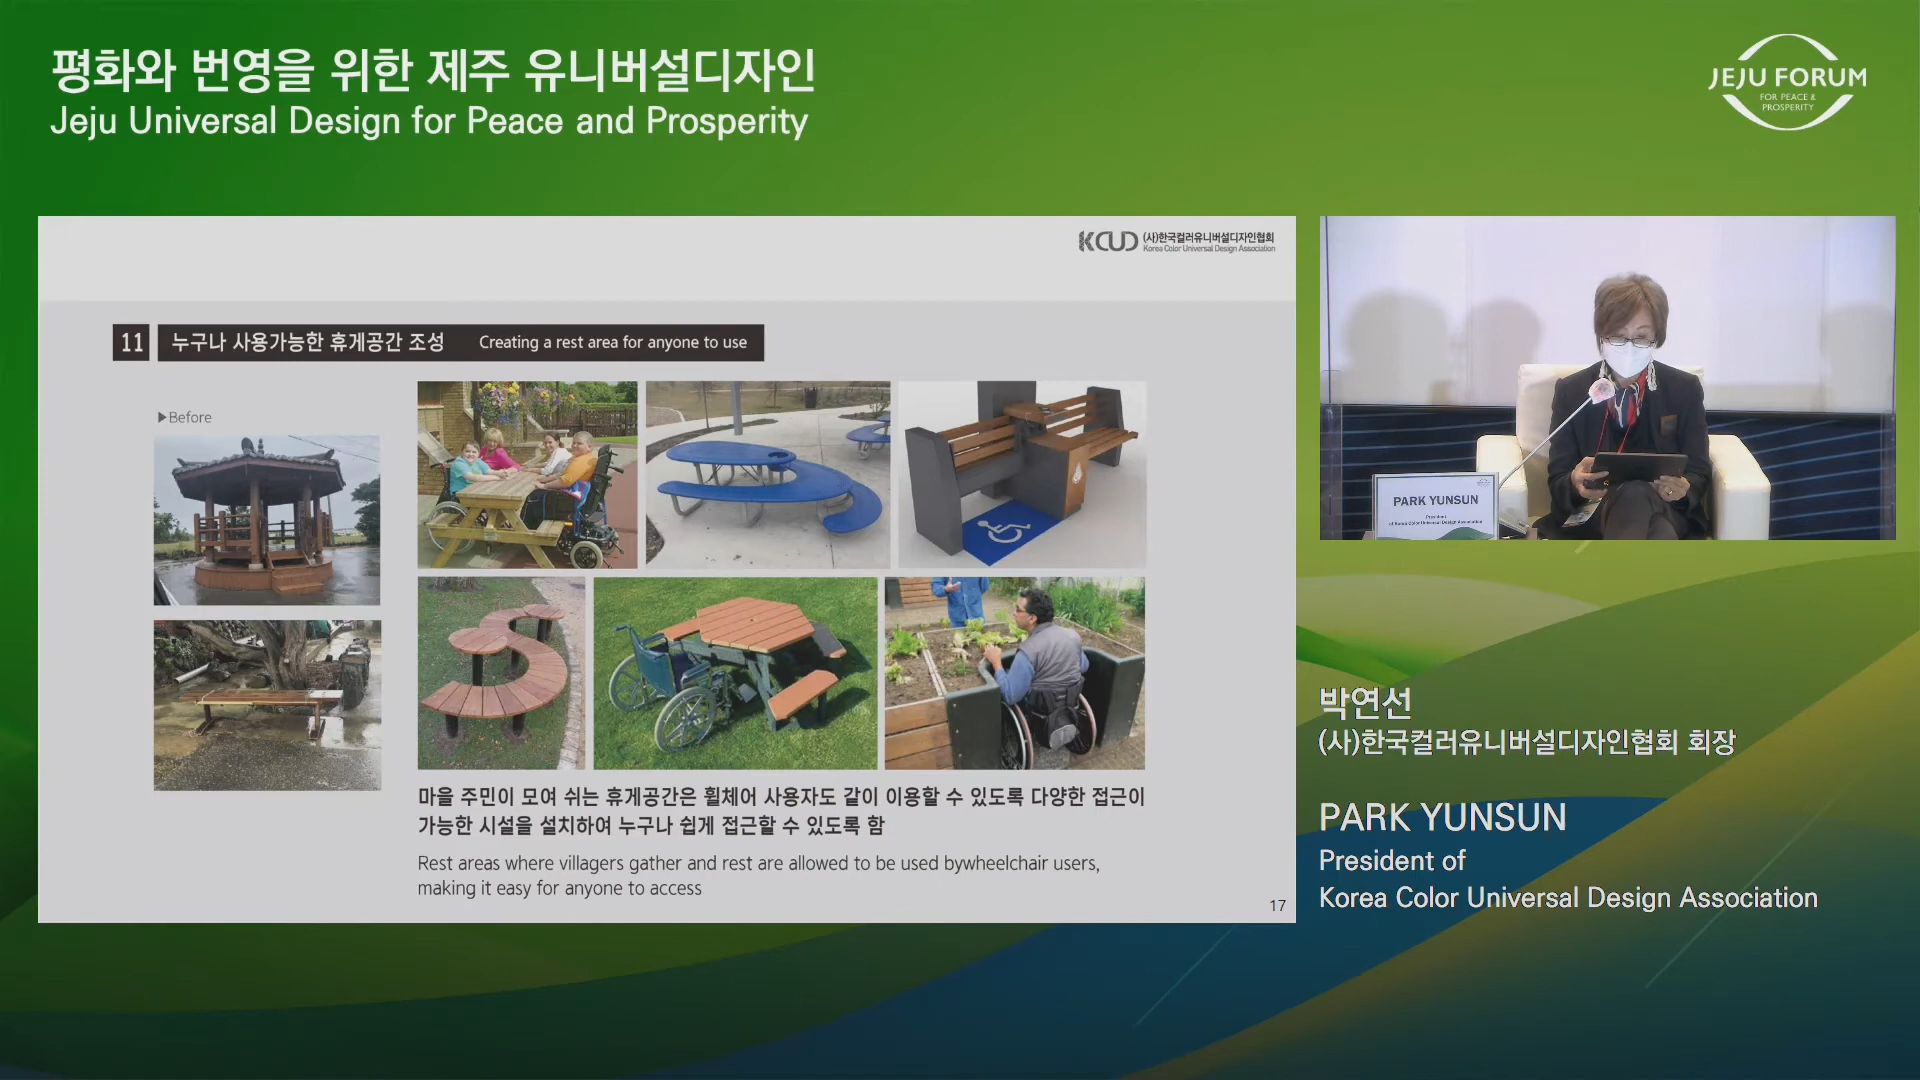 평화와 번영을 위한 제주 유니버설디자인
Jeju Universal Design for Peace and Prosperity
JEJU FORUM
FOR PEACE &
PROSPERITY
KCUD (사)한국컬러유니버설디자인협회
Korea Color Universal Design Association
11 누구나 사용가능한 휴게공간 조성 Creating a rest area for anyone to use
▶Before
마을 주민이 모여 쉬는 휴게공간은 휠체어 사용자도 같이 이용할 수 있도록 다양한 접근이
가능한 시설을 설치하여 누구나 쉽게 접근할 수 있도록 함
Rest areas where villagers gather and rest are allowed to be used bywheelchair users,
making it easy for anyone to access
17
PARK YUNSUN
President
of Korea Color Universal Design Association
박연선
(사)한국컬러유니버설디자인협회 회장
PARK YUNSUN
President of
Korea Color Universal Design Association